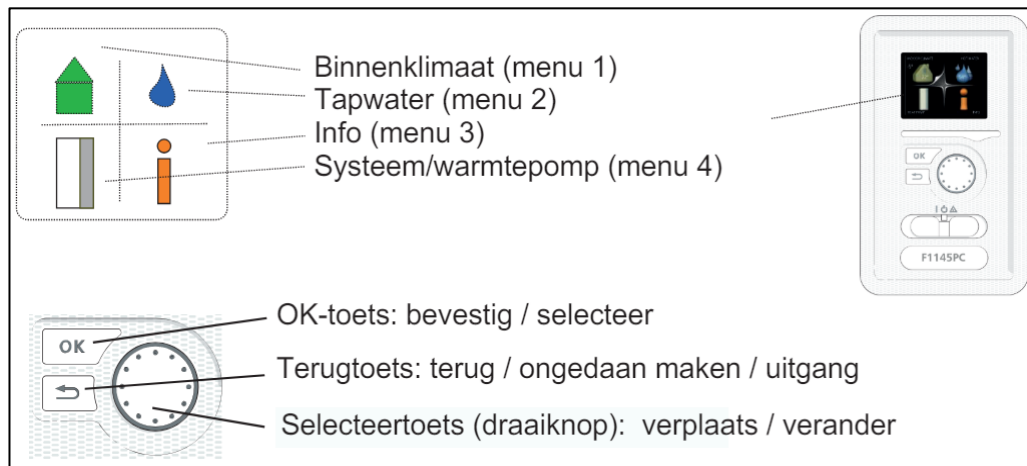 Binnenklimaat (menu 1)
Tapwater (menu 2)
Info (menu 3)
Systeem/warmtepomp (menu 4)
OK
F1145PC
OK
OK-toets: bevestig / selecteer
Terugtoets: terug / ongedaan maken / uitgang
Selecteertoets (draaiknop): verplaats / verander